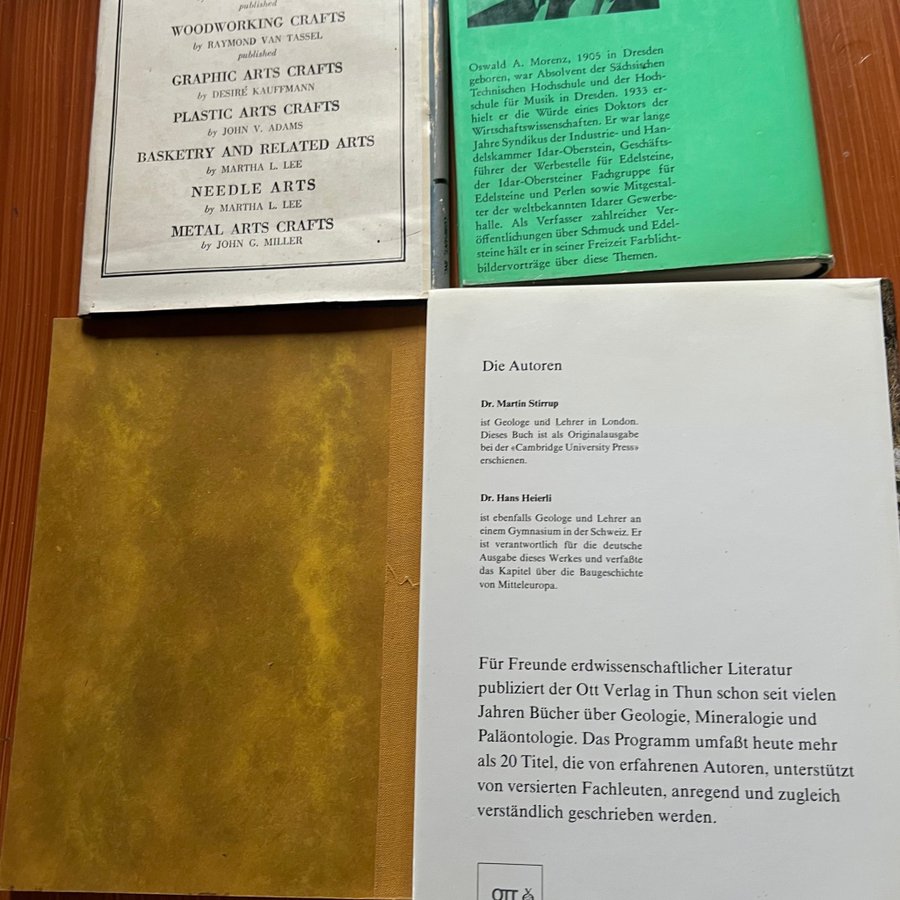 published
WOODWORKING CRAFTS
by RAYMOND VAN TASSEL
published
GRAPHIC ARTS CRAFTS
by DESIRÉ KAUFFMANN
PLASTIC ARTS CRAFTS
by JOHN V. ADAMS
BASKETRY AND RELATED ARTS
by MARTHA L. LEE
NEEDLE ARTS
by MARTHA L. LEE
METAL ARTS CRAFTS
by JOHN G. MILLER
Oswald A. Morenz, 1905 in Dresden
geboren, war Absolvent der Sächsischen
Technischen Hochschule und der Hoch-
schule für Musik in Dresden. 1933 er-
hielt er die Würde eines Doktors der
Wirtschaftswissenschaften. Er war lange
Jahre Syndikus der Industrie- und Han-
delskammer Idar-Oberstein, Geschäfts-
führer der Werbestelle für Edelsteine,
der Idar-Obersteiner Fachgruppe für
Edelsteine und Perlen sowie Mitgestal-
ter der weltbekannten Idarer Gewerbe-
halle. Als Verfasser zahlreicher Ver-
öffentlichungen über Schmuck und Edel-
steine hält er in seiner Freizeit Farblicht-
bildervorträge über diese Themen.
Die Autoren
Dr. Martin Stirrup
ist Geologe und Lehrer in London.
Dieses Buch ist als Originalausgabe
bei der «Cambridge University Press»
erschienen.
Dr. Hans Heierli
ist ebenfalls Geologe und Lehrer an
einem Gymnasium in der Schweiz. Er
ist verantwortlich für die deutsche
Ausgabe dieses Werkes und verfaßte
das Kapitel über die Baugeschichte
von Mitteleuropa.
Für Freunde erdwissenschaftlicher Literatur
publiziert der Ott Verlag in Thun schon seit vielen
Jahren Bücher über Geologie, Mineralogie und
Paläontologie. Das Programm umfaßt heute mehr
als 20 Titel, die von erfahrenen Autoren, unterstützt
von versierten Fachleuten, anregend und zugleich
verständlich geschrieben werden.
OTT